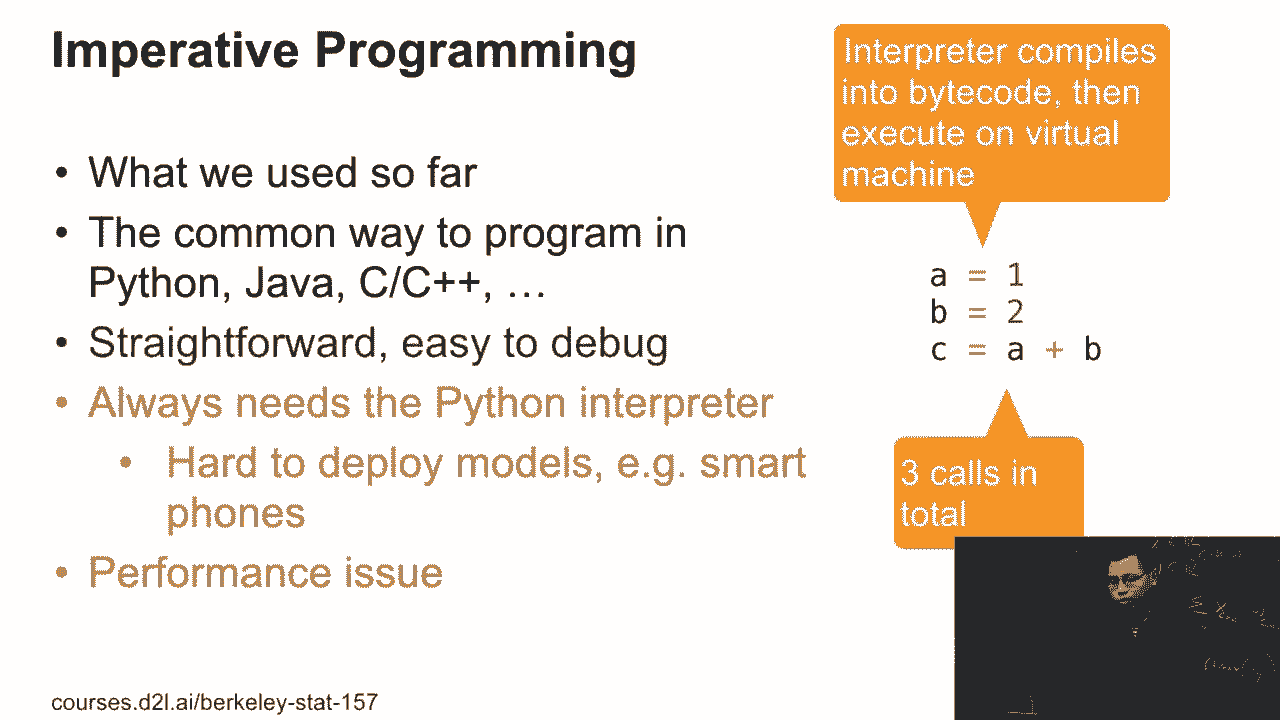 Imperative Programming
• What we used so far
• The common way to program in
Python, Java, C/C++, …
• Straightforward, easy to debug
• Always needs the Python interpreter
• Hard to deploy models, e.g. smart
phones
• Performance issue
Interpreter compiles
into bytecode, then
execute on virtual
machine
a = 1
b = 2
c = a + b
3 calls in
total
courses.d2l.ai/berkeley-stat-157